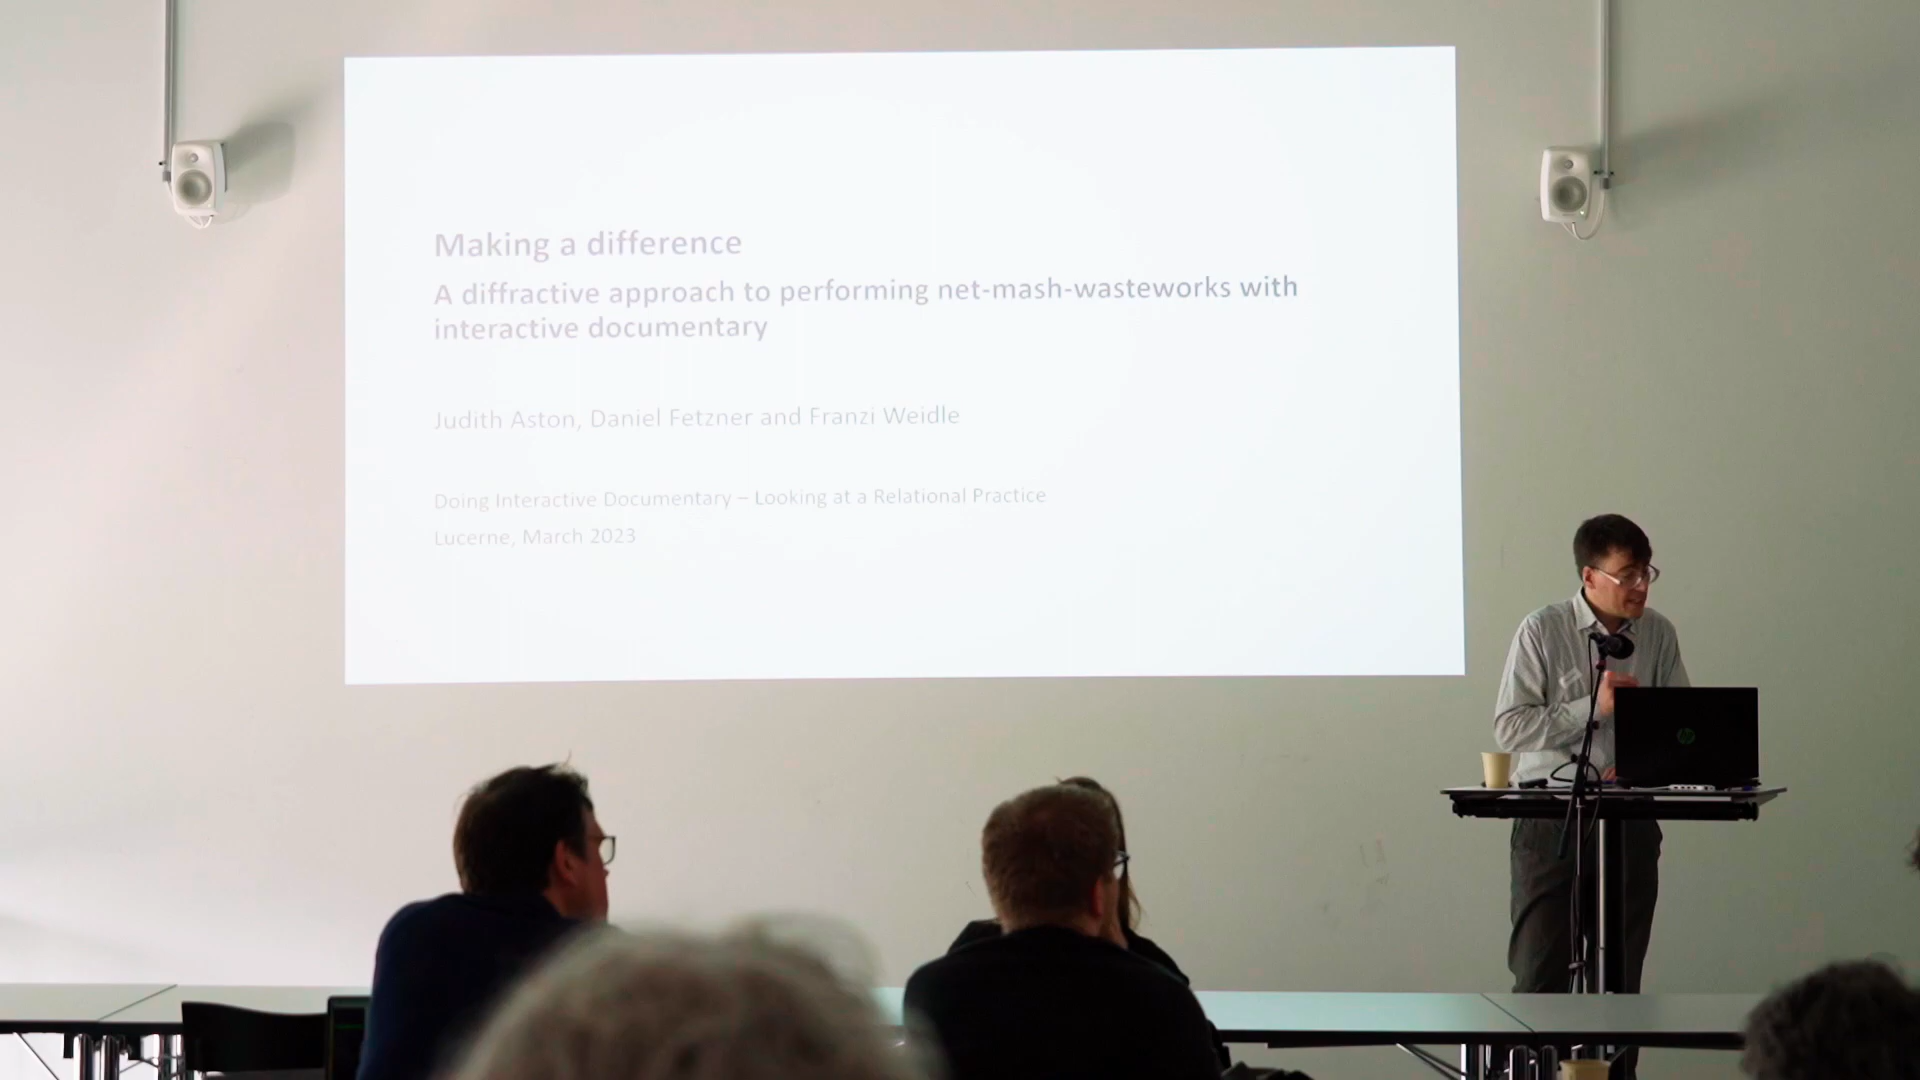 Making a difference
A diffractive approach to performing net-mash-wasteworks with
interactive documentary
Judith Aston, Daniel Fetzner and Franzi Weidle
Doing Interactive Documentary – Looking at a Relational Practice
Lucerne, March 2023
hp